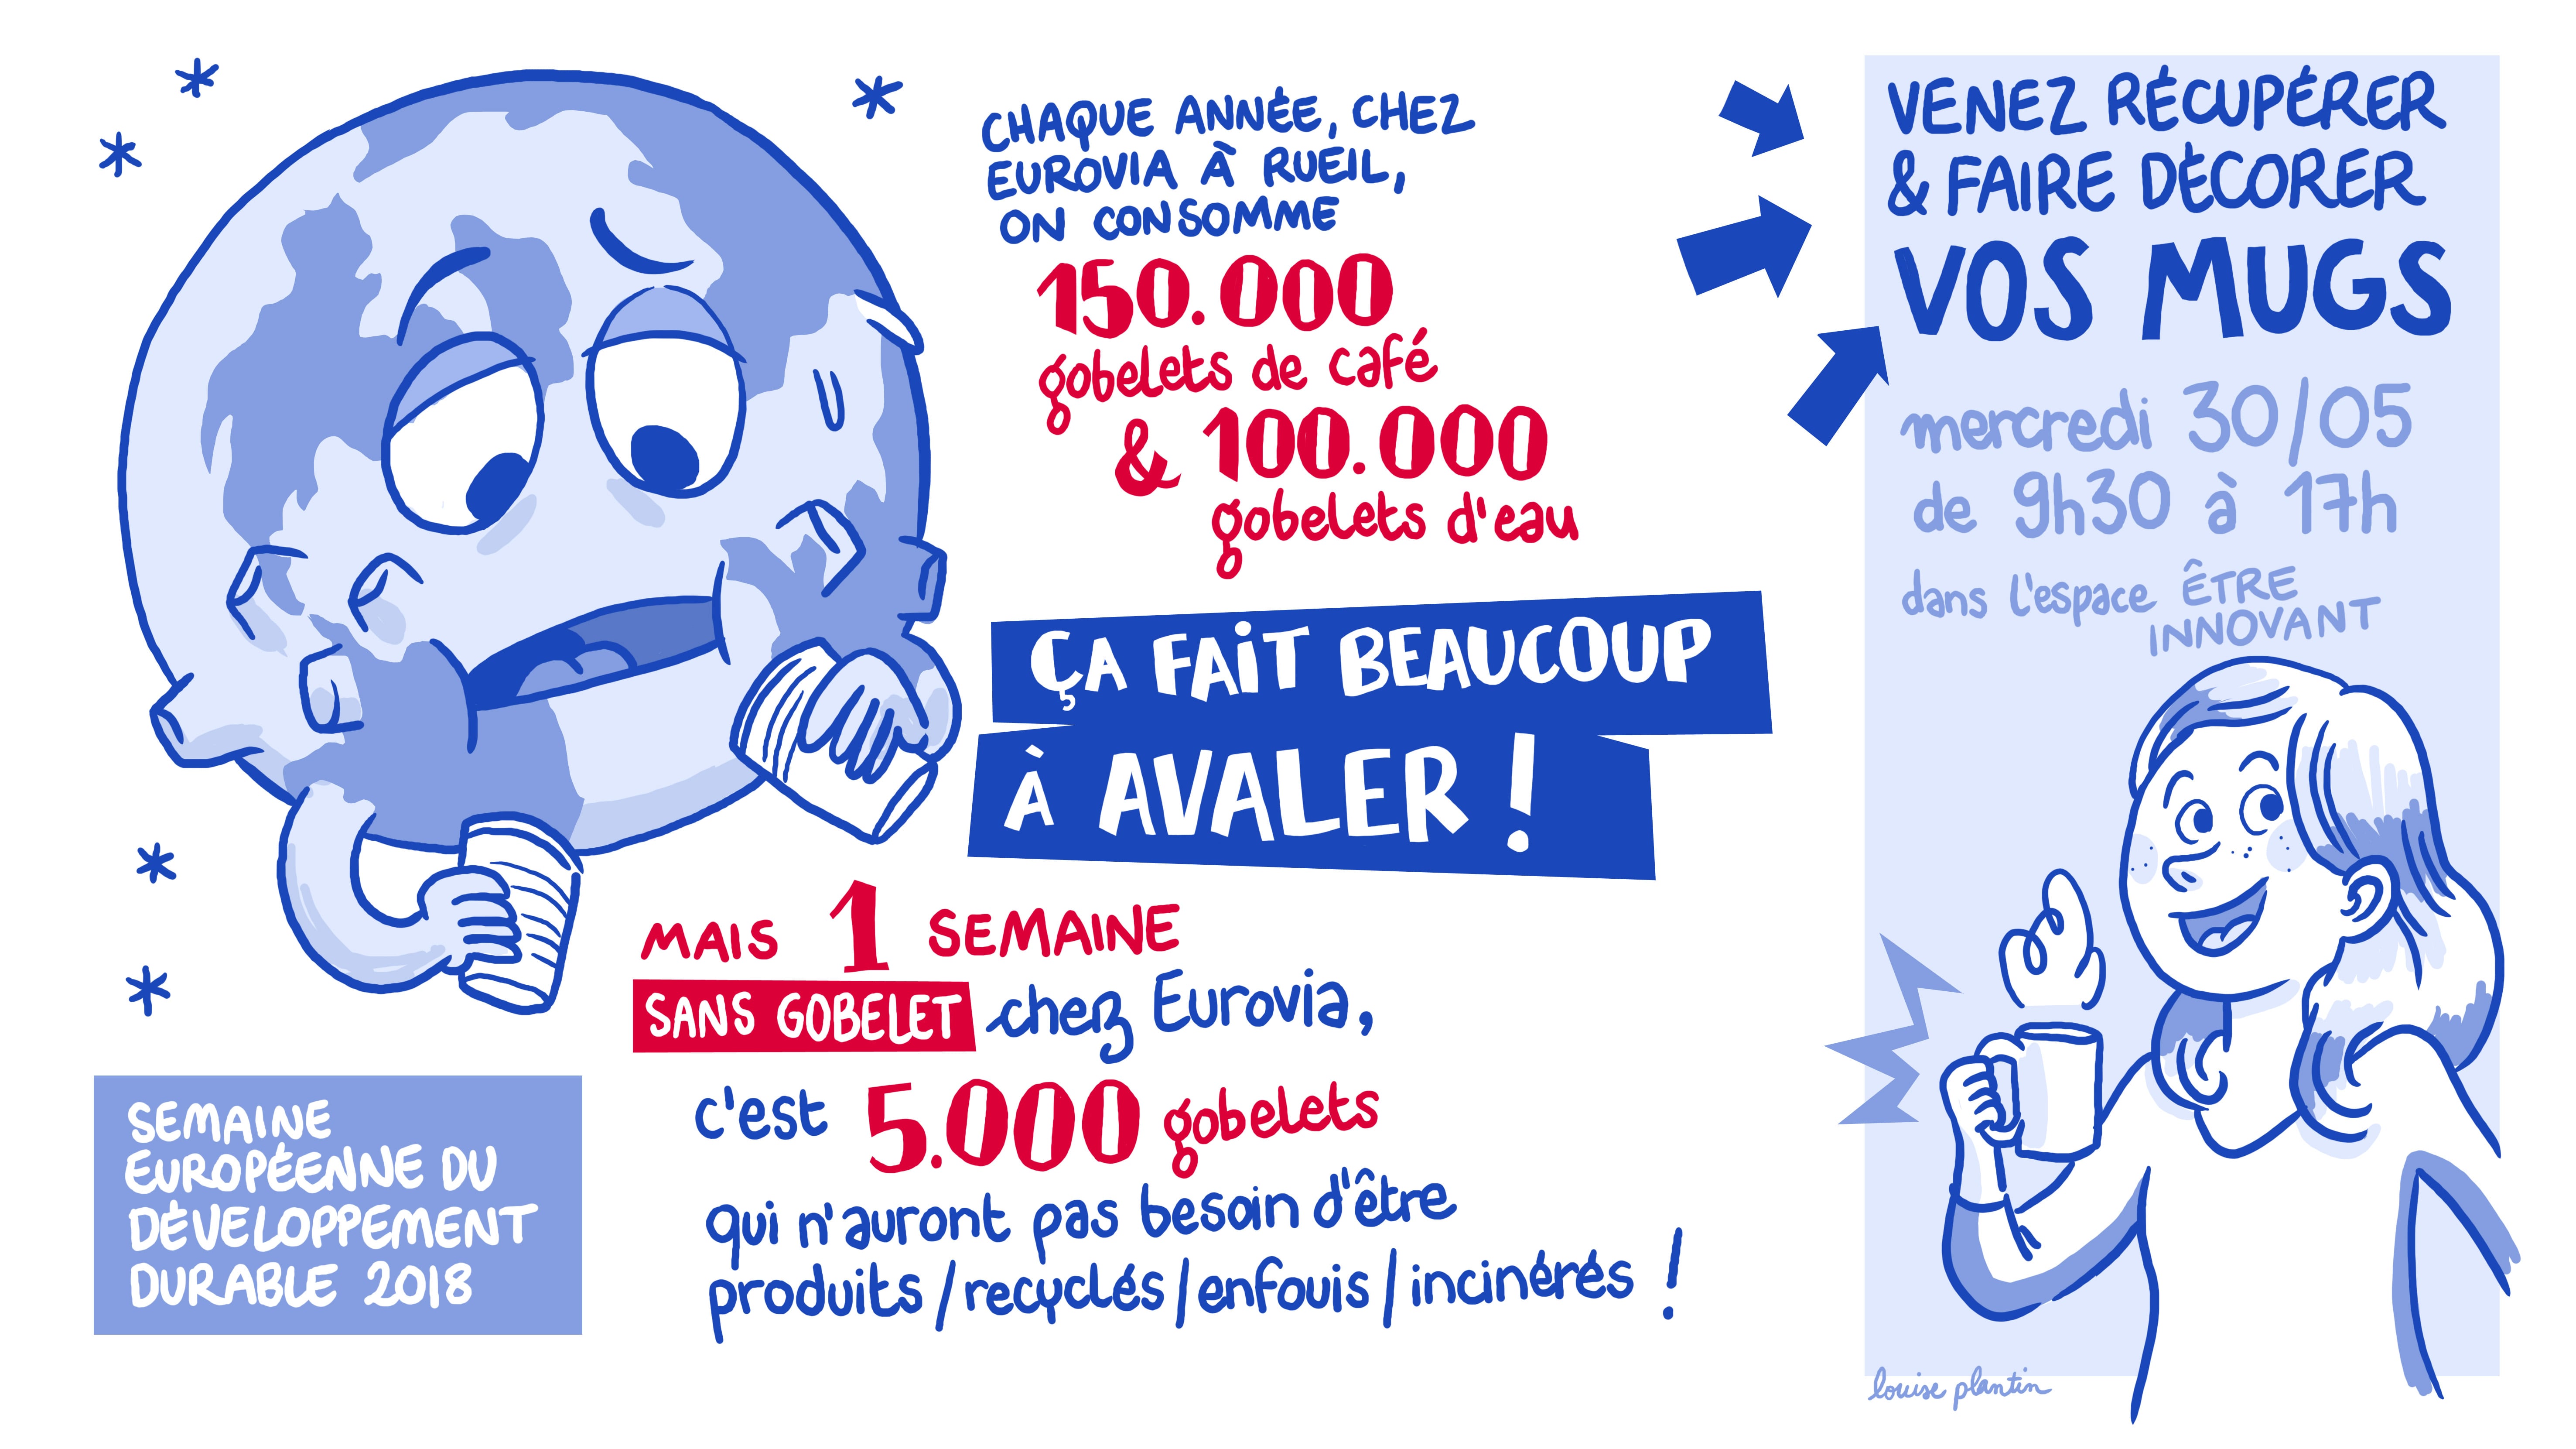 CHAQUE ANNÉE, CHEZ
EUROVIA À RUEIL,
ON CONSOMME
150.000
gobelets de café
& 100.000
gobelets d'eau
ÇA FAIT BEAUCOUP
À AVALER !
MAIS 1 SEMAINE
SANS GOBELET chez Eurovia,
c'est 5.000 gobelets
qui n'auront pas besoin d'être
produits/recyclés/enfouis/incinérés !
SEMAINE
EUROPÉENNE DU
DÉVELOPPEMENT
DURABLE 2018
VENEZ RÉCUPÉRER
& FAIRE DÉCORER
VOS MUGS
mercredi 30/05
de 9h30 à 17h
dans l'espace ÊTRE
INNOVANT
louise plantin